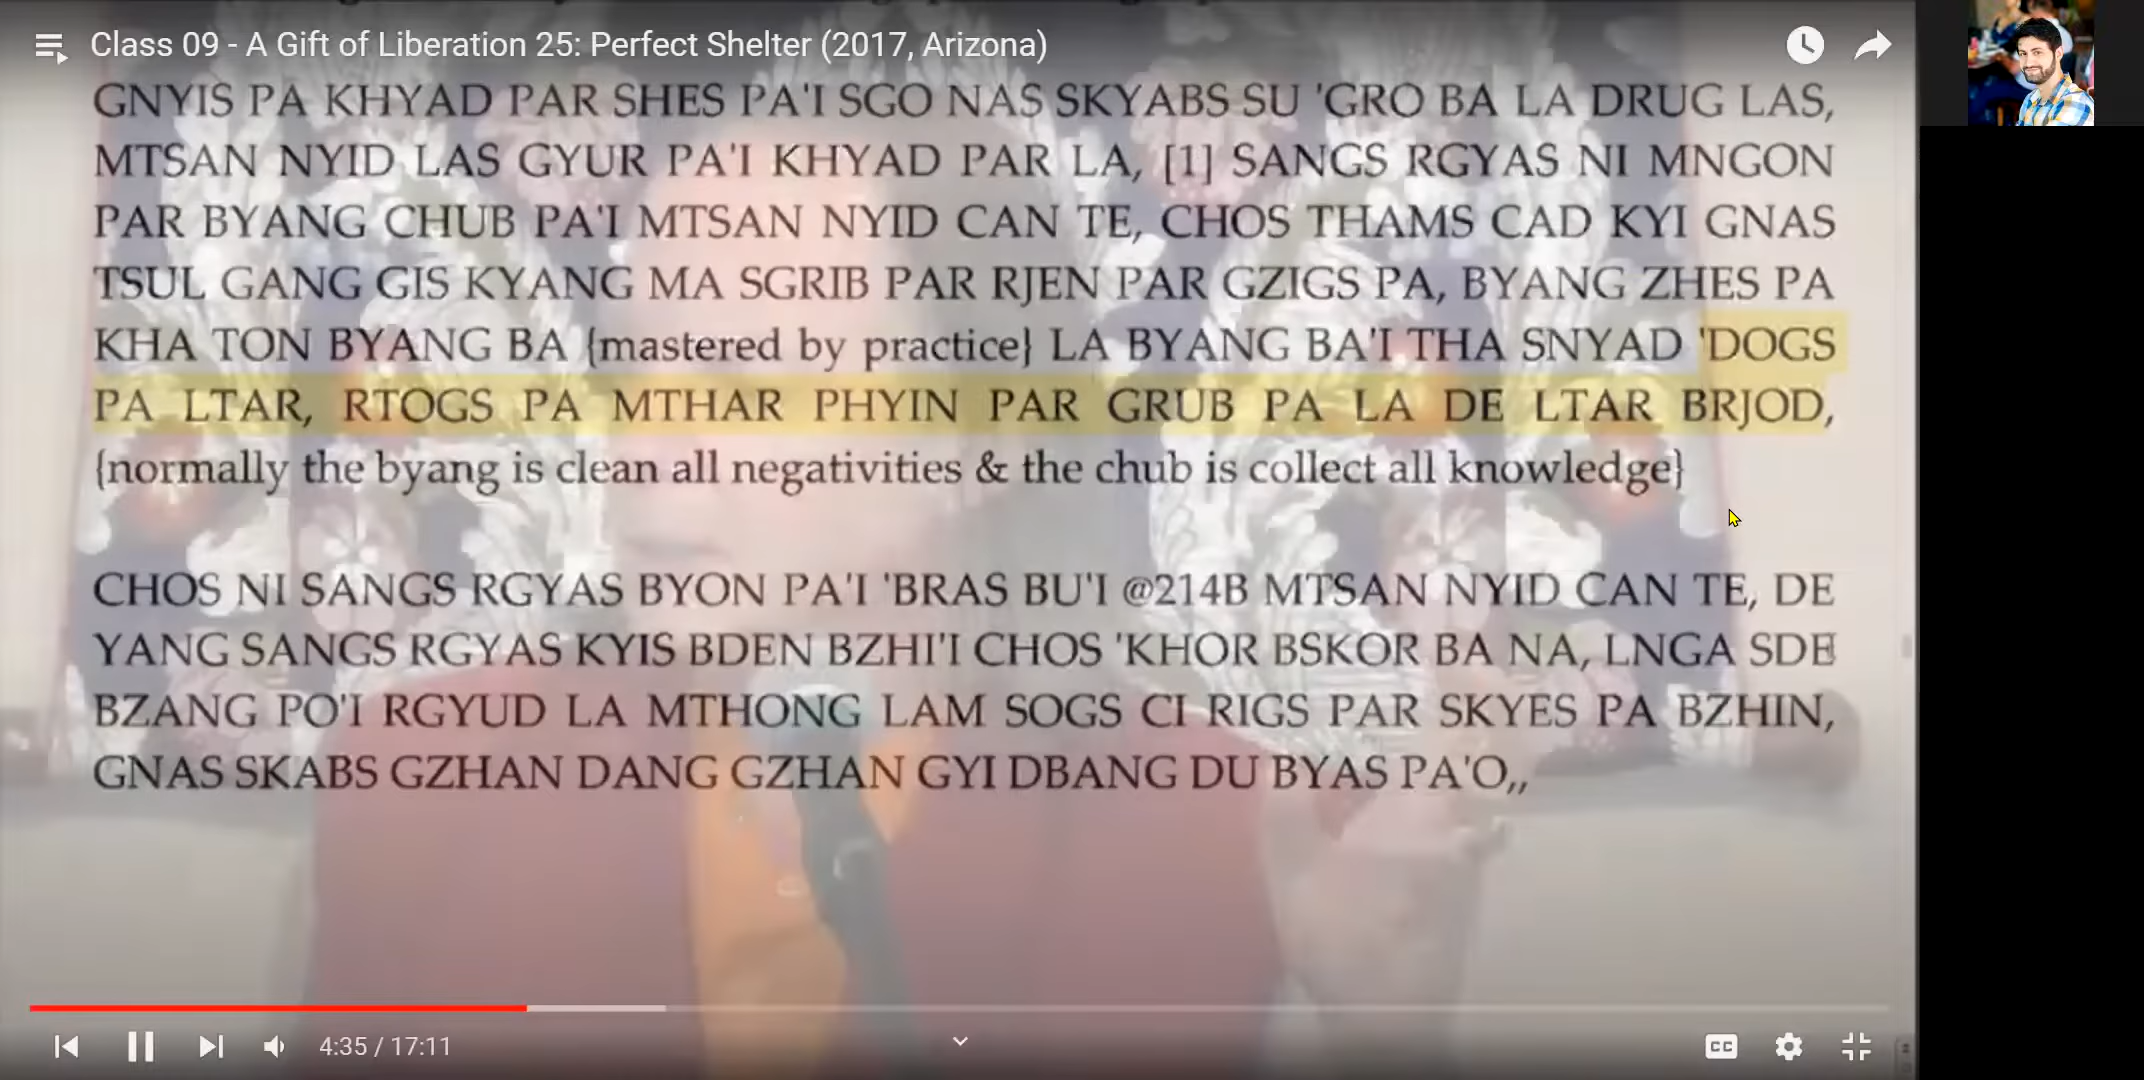 Class 09 - A Gift of Liberation 25: Perfect Shelter (2017, Arizona)
GNYIS PA KHYAD PAR SHES PA'I SGO NAS SKYABS SU 'GRO BA LA DRUG LAS,
MTSAN NYID LAS GYUR PA'I KHYAD PAR LA, [1] SANGS RGYAS NI MNGON
PAR BYANG CHUB PA'I MTSAN NYID CAN TE, CHOS THAMS CAD KYI GNAS
TSUL GANG GIS KYANG MA SGRIB PAR RJEN PAR GZIGS PA, BYANG ZHES PA
KHA TON BYANG BA {mastered by practice} LA BYANG BA'I THA SNYAD 'DOGS
PA LTAR, RTOGS PA MTHAR PHYIN PAR GRUB PA LA DE LTAR BRJOD,
{normally the byang is clean all negativities & the chub is collect all knowledge}
CHOS NI SANGS RGYAS BYON PA'I 'BRAS BU'I @214B MTSAN NYID CAN TE, DE
YANG SANGS RGYAS KYIS BDEN BZHI'I CHOS 'KHOR BSKOR BA NA, LNGA SDE
BZANG PO'I RGYUD LA MTHONG LAM SOGS CI RIGS PAR SKYES PA BZHIN,
GNAS SKABS GZHAN DANG GZHAN GYI DBANG DU BYAS PA'O,,
4:35 / 17:11
CC